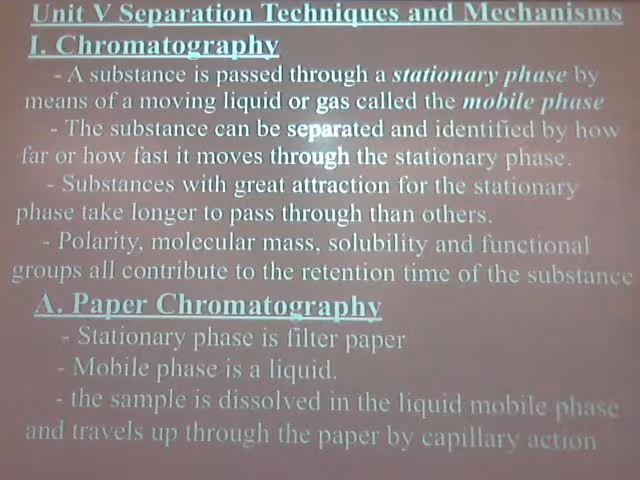 Unit V Separation Techniques and Mechanisms
I. Chromatography
- A substance is passed through a stationary phase by
means of a moving liquid or gas called the mobile phase
- The substance can be separated and identified by how
far or how fast it moves through the stationary phase.
- Substances with great attraction for the stationary
phase take longer to pass through than others.
- Polarity, molecular mass, solubility and functional
groups all contribute to the retention time of the substance
A. Paper Chromatography
- Stationary phase is filter paper
- Mobile phase is a liquid.
- the sample is dissolved in the liquid mobile phase
and travels up through the paper by capillary action